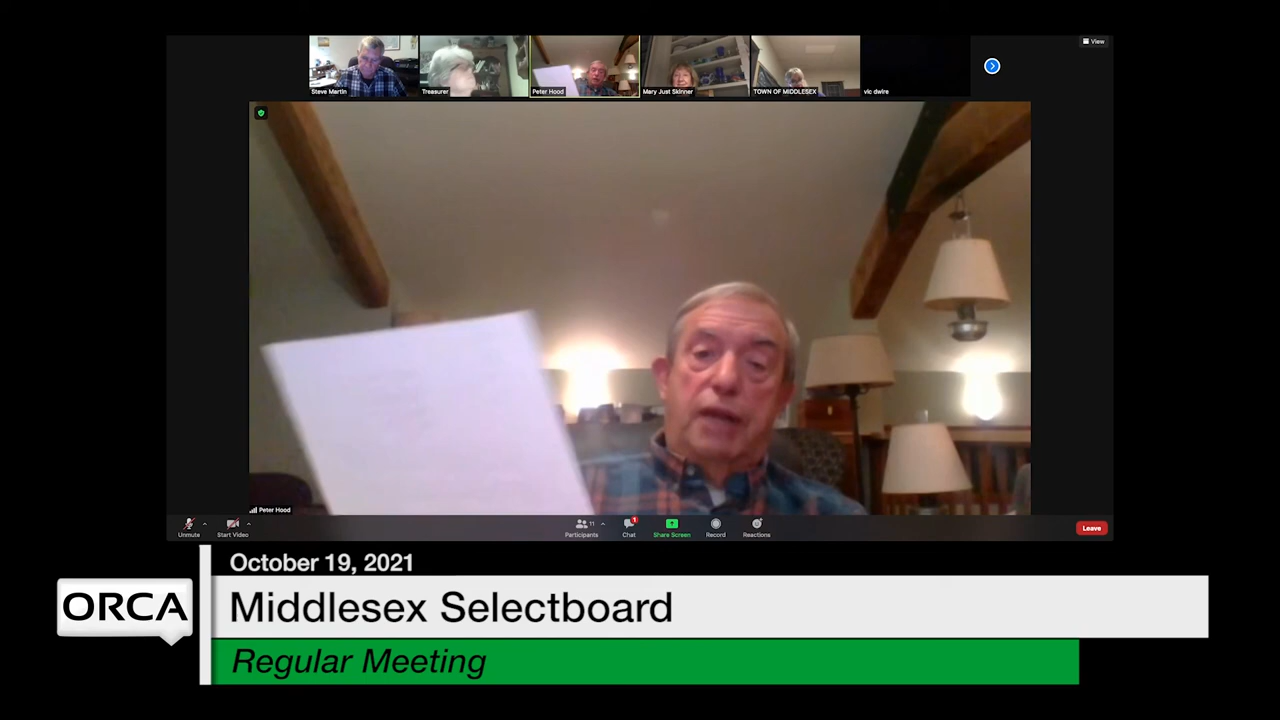 View
Steve Martin
Treasurer
Peter Hood
Mary Just Skinner
TOWN OF MIDDLESEX
vic dwire
Peter Hood
Unmute
Start Video
11
Participants
1
Chat
Share Screen
Record
Reactions
Leave
October 19, 2021
ORCA
Middlesex Selectboard
Regular Meeting